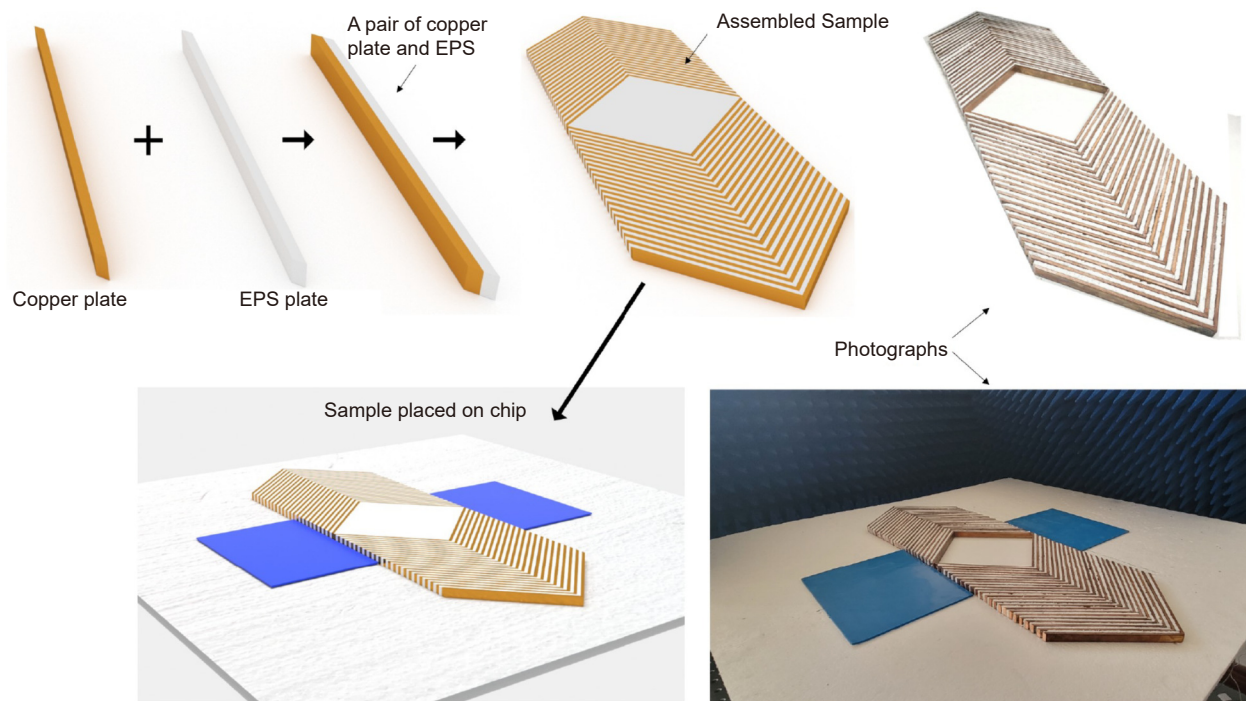 A pair of copper
plate and EPS
Assembled Sample
+
Copper plate
EPS plate
Photographs
Sample placed on chip